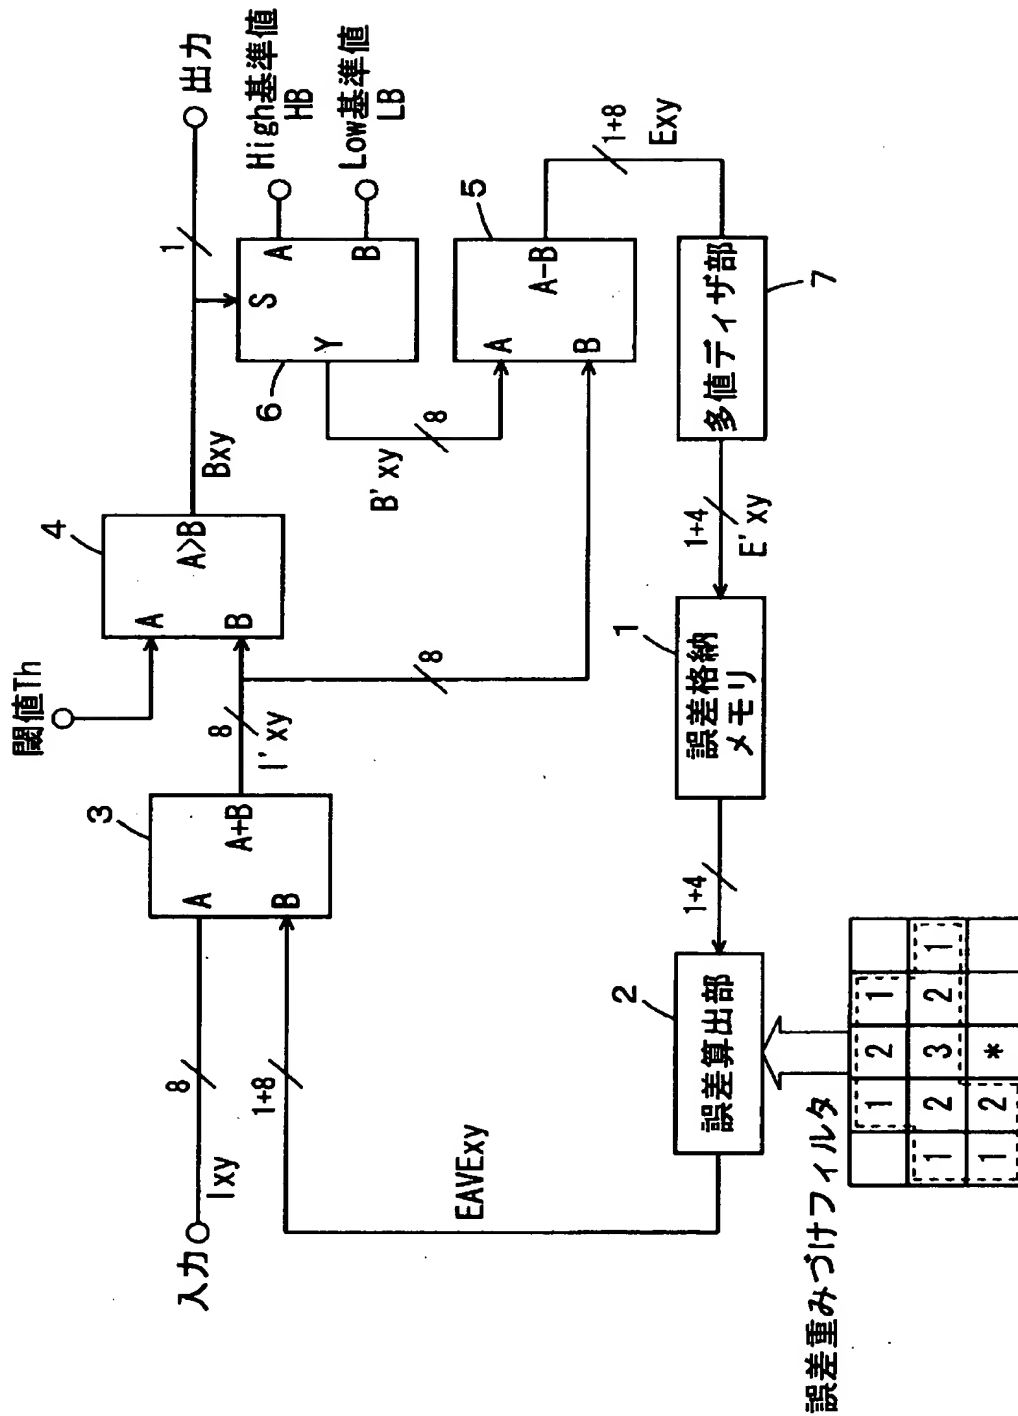 閾値Th
入力
Ixy
8
3
A
B
A+B
1+8
8
I'xy
4
A
B
A>B
Bxy
1
出力
S
A
B
Y
6
High基準値
HB
Low基準値
LB
B'xy
8
8
5
A
B
A-B
1+8
Exy
EAVExy
2
誤差算出部
1+4
1
誤差格納
メモリ
1+4
E'xy
多値ディザ部
7
誤差重みづけフィルタ
1 2 1
1 2 3 2 1
1 2 *